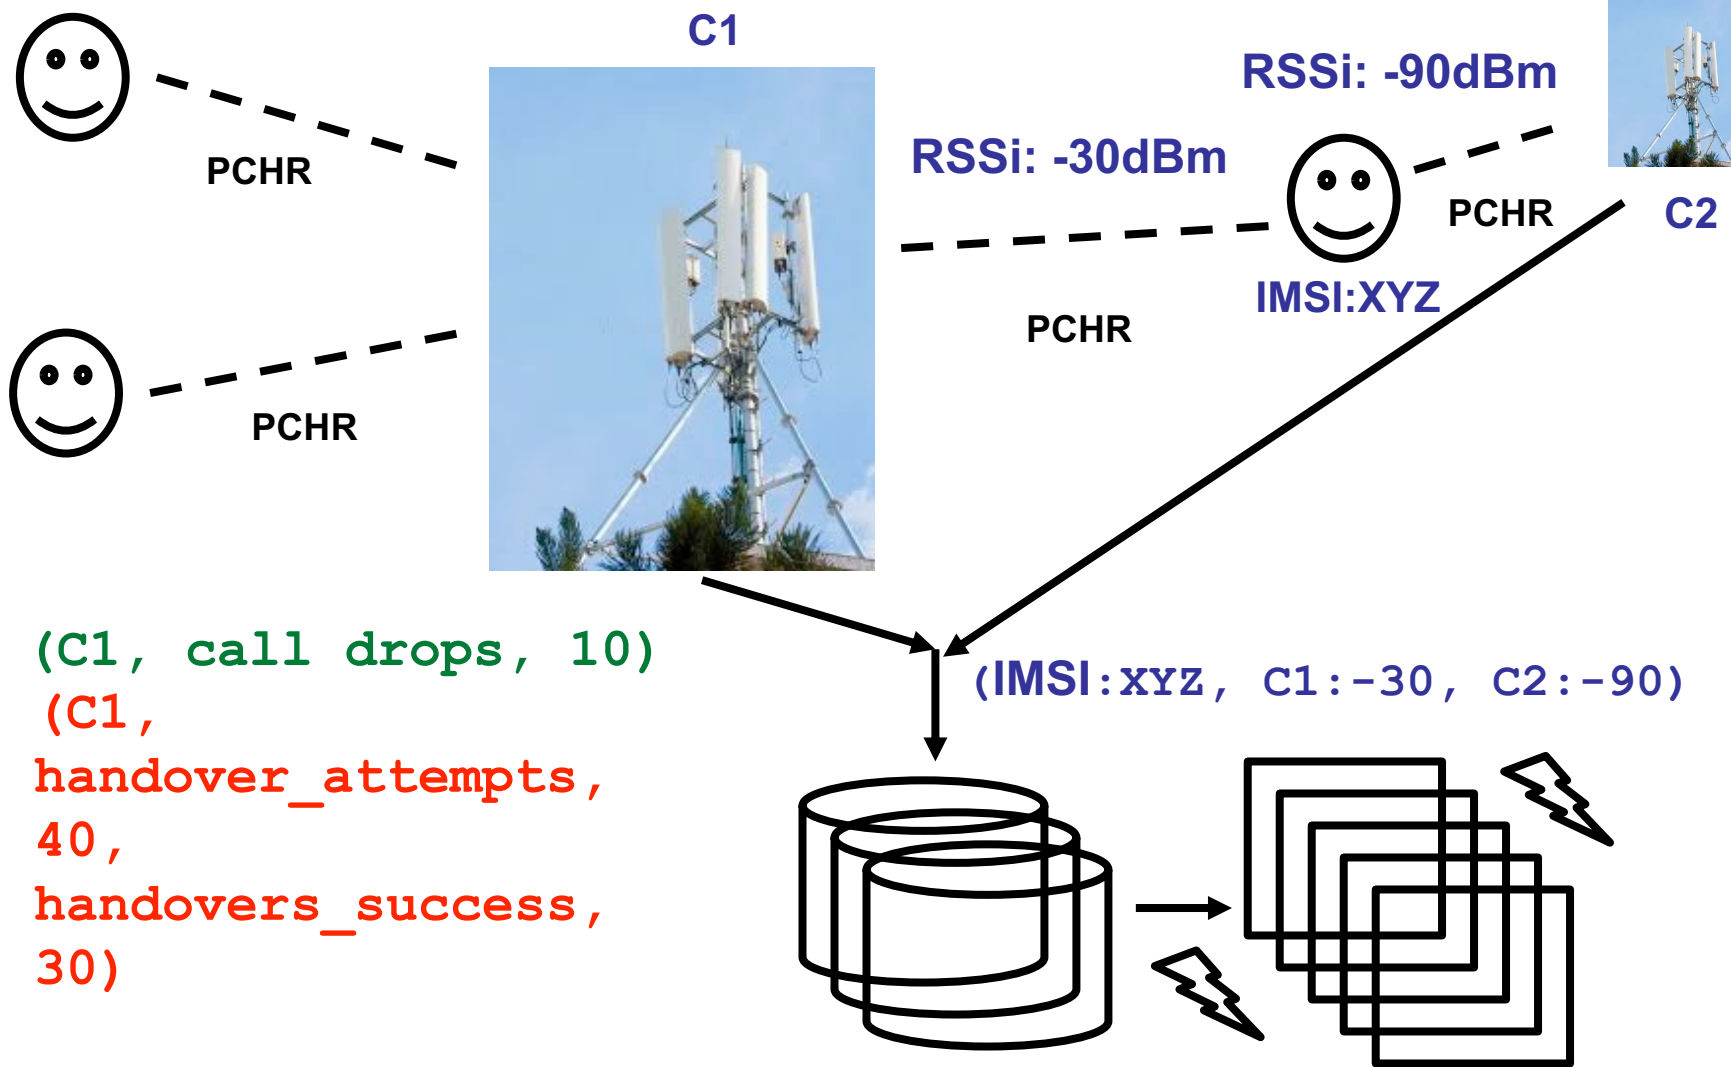 C1
RSSi: -90dBm
RSSi: -30dBm
PCHR
PCHR
C2
IMSI:XYZ
PCHR
PCHR
(C1, call drops, 10)
(IMSI:XYZ, C1:-30, C2:-90)
(C1,
handover_attempts,
40,
handovers_success,
30)